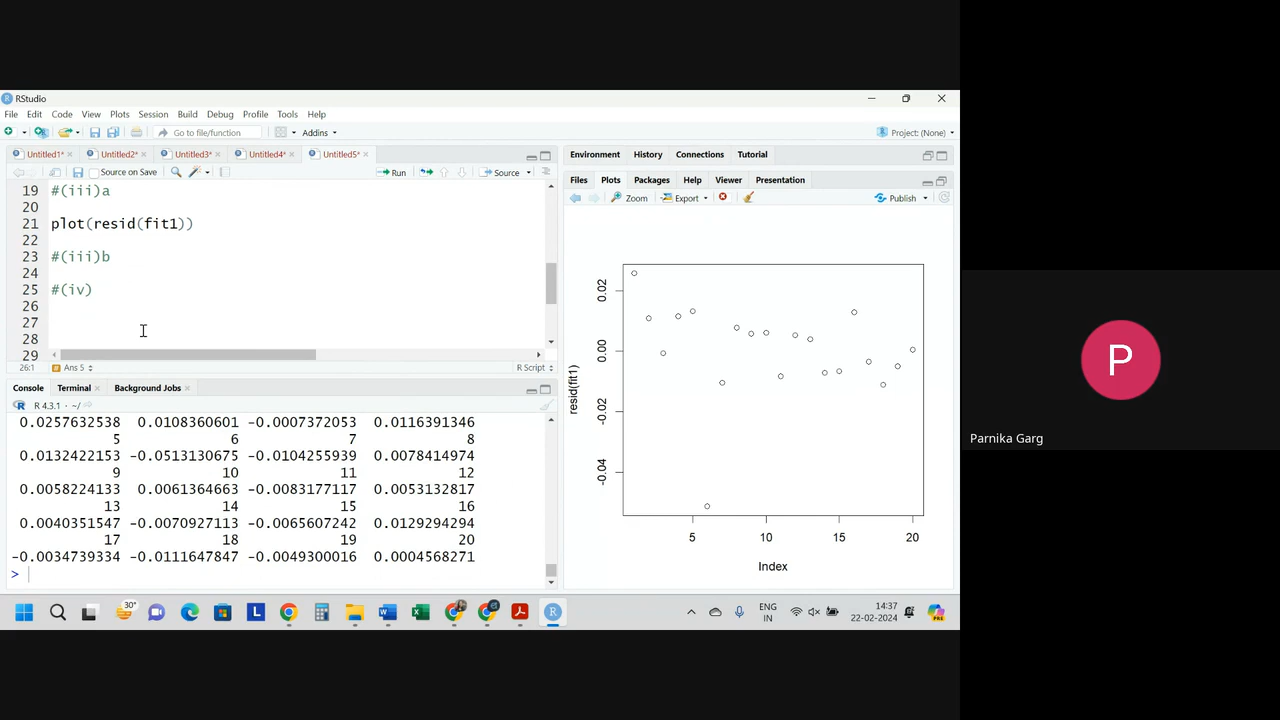 RStudio
File Edit Code View Plots Session Build Debug Profile Tools Help
Go to file/function Addins Project: (None)
Untitled1* Untitled2* Untitled3* Untitled4* Untitled5*
Source on Save Run Source
19 #(iii)a
20
21 plot(resid(fit1))
22
23 #(iii)b
24
25 #(iv)
26
27
28
29
26:1 Ans 5 R Script
Console Terminal Background Jobs
R 4.3.1 · ~/
0.0257632538 0.0108360601 -0.0007372053 0.0116391346
5 6 7 8
0.0132422153 -0.0513130675 -0.0104255939 0.0078414974
9 10 11 12
0.0058224133 0.0061364663 -0.0083177117 0.0053132817
13 14 15 16
0.0040351547 -0.0070927113 -0.0065607242 0.0129294294
17 18 19 20
-0.0034739334 -0.0111647847 -0.0049300016 0.0004568271
>
Environment History Connections Tutorial
Files Plots Packages Help Viewer Presentation
Zoom Export Publish
resid(fit1)
0.02
0.00
-0.02
-0.04
5 10 15 20
Index
30°
ENG
IN
14:37
22-02-2024
P
Parnika Garg